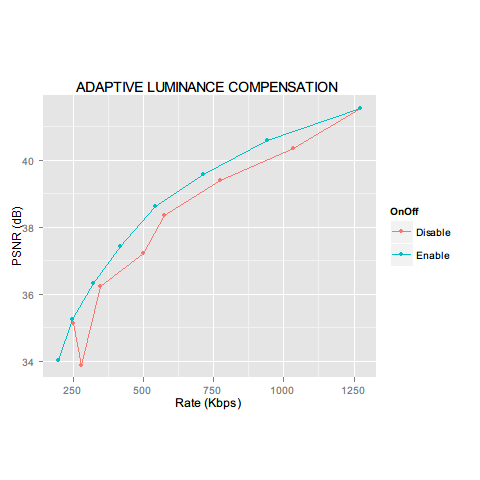 ADAPTIVE LUMINANCE COMPENSATION
40
38
36
34
PSNR (dB)
250
500
750
1000
1250
Rate (Kbps)
OnOff
Disable
Enable